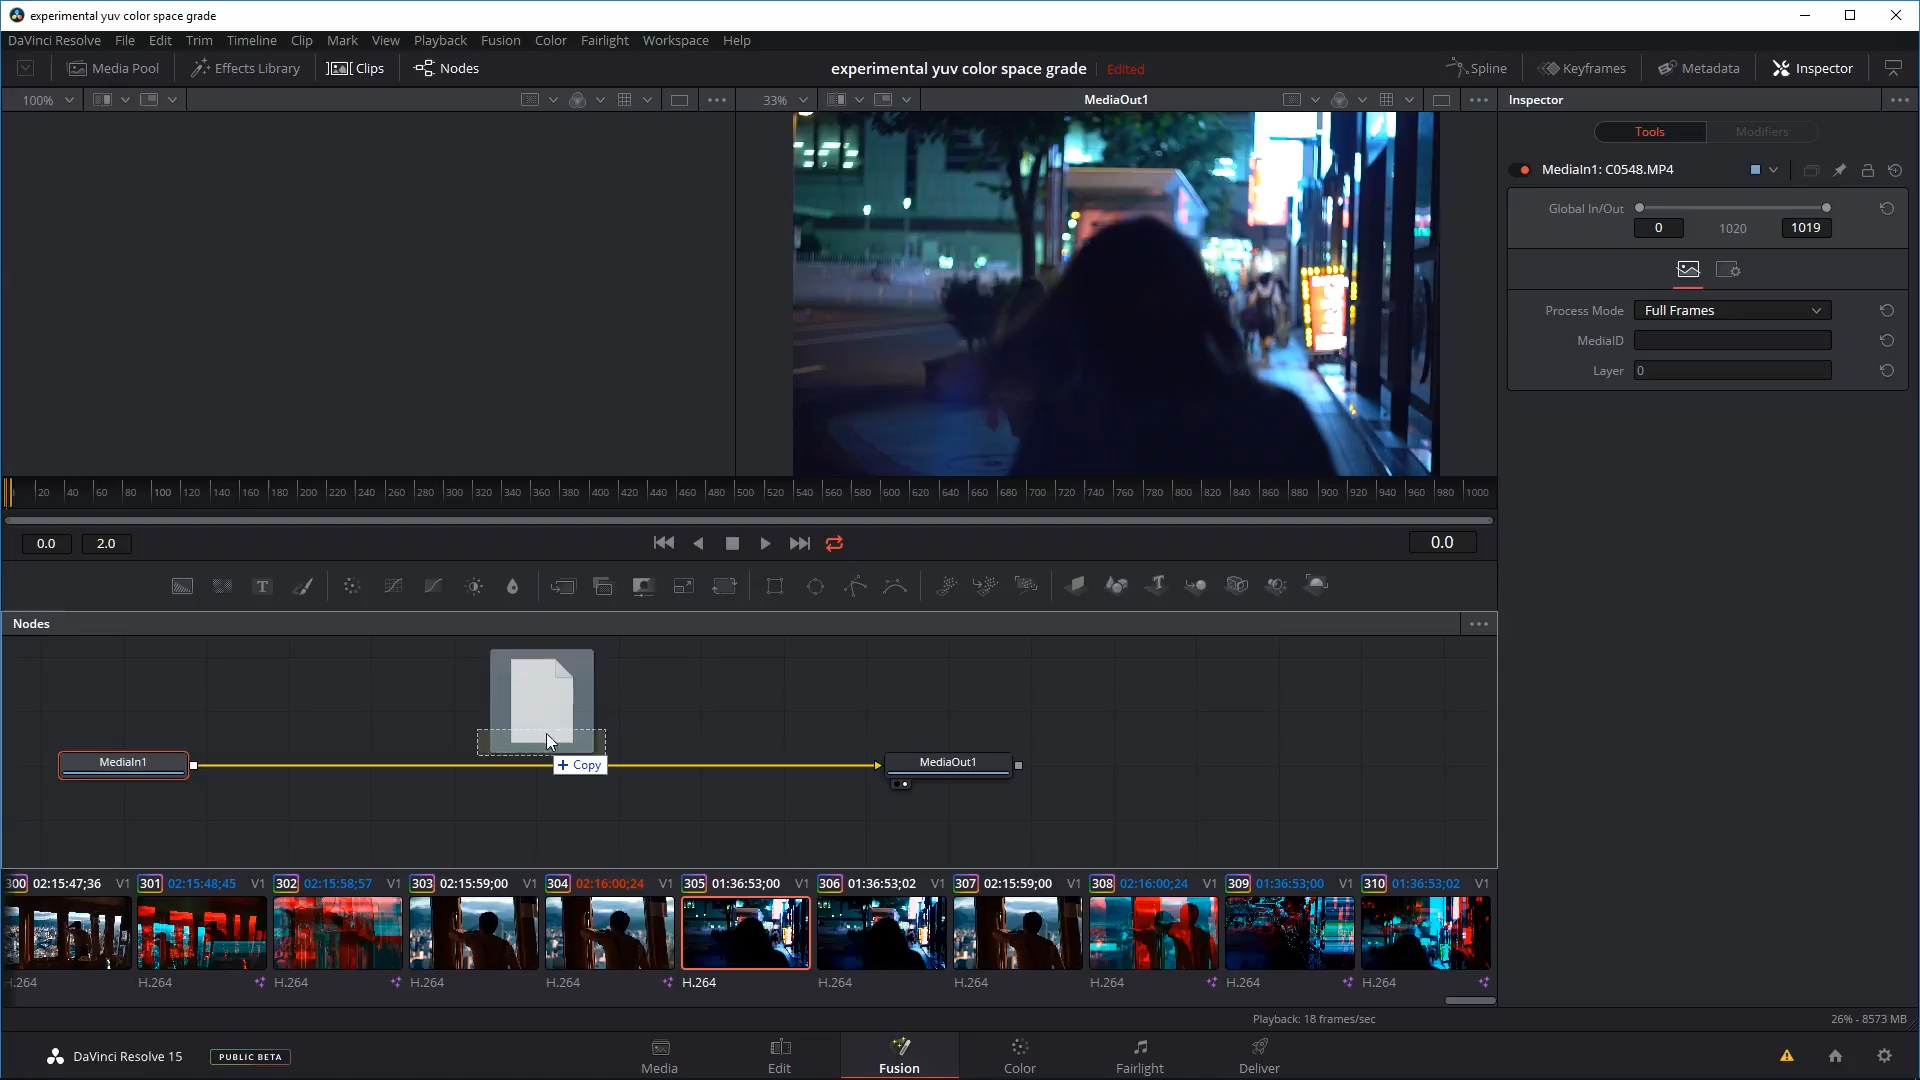 experimental yuv color space grade
DaVinci Resolve File Edit Trim Timeline Clip Mark View Playback Fusion Color Fairlight Workspace Help
Media Pool Effects Library Clips Nodes experimental yuv color space grade Edited Spline Keyframes Metadata Inspector
100% 33% MediaOut1 Inspector
Tools Modifiers
MediaIn1: C0548.MP4
Global In/Out
0 1020 1019
Process Mode Full Frames
MediaID
Layer 0
20 40 60 80 100 120 140 160 180 200 220 240 260 280 300 320 340 360 380 400 420 440 460 480 500 520 540 560 580 600 620 640 660 680 700 720 740 760 780 800 820 840 860 880 900 920 940 960 980 1000
0.0 2.0 0.0
T T
Nodes
MediaIn1 + Copy MediaOut1
300 02:15:47;36 V1 301 02:15:48;45 V1 302 02:15:58;57 V1 303 02:15:59;00 V1 304 02:16:00;24 V1 305 01:36:53;00 V1 306 01:36:53;02 V1 307 02:15:59;00 V1 308 02:16:00;24 V1 309 01:36:53;00 V1 310 01:36:53;02 V1
H.264 H.264 H.264 H.264 H.264 H.264 H.264 H.264 H.264 H.264 H.264
Playback: 18 frames/sec 26% - 8573 MB
DaVinci Resolve 15 PUBLIC BETA Media Edit Fusion Color Fairlight Deliver